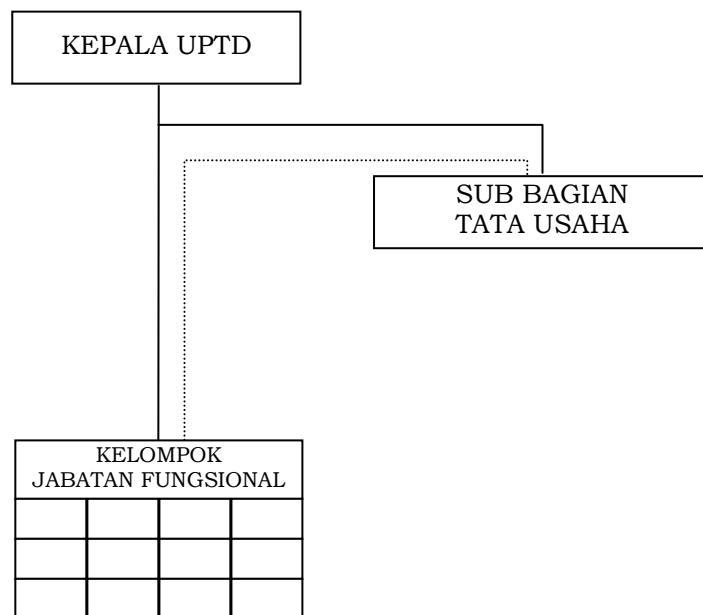 KEPALA UPTD
SUB BAGIAN
TATA USAHA
KELOMPOK
JABATAN FUNGSIONAL